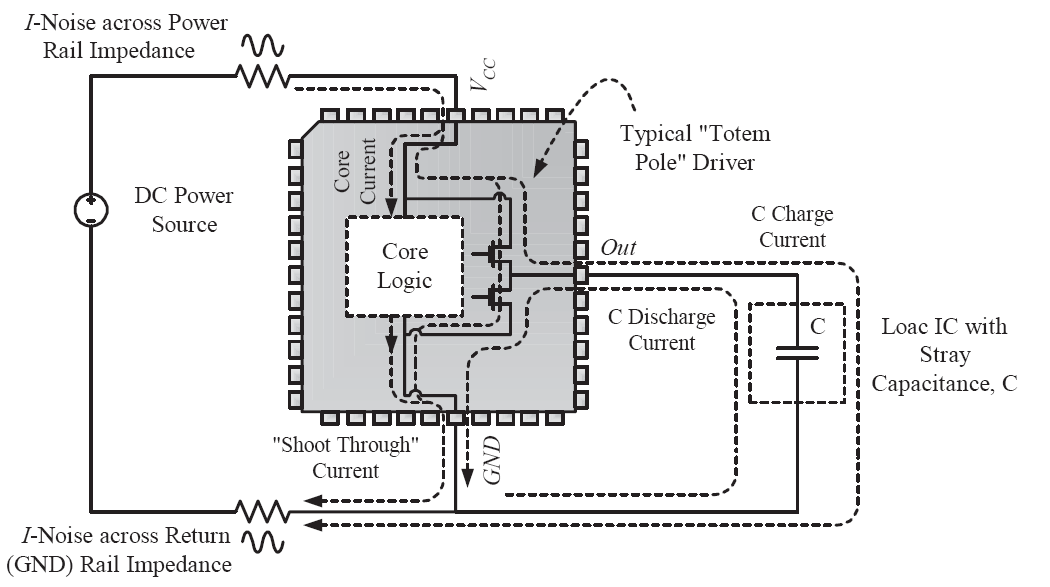 I-Noise across Power
Rail Impedance
VCC
Typical "Totem
Pole" Driver
Core
Current
DC Power
Source
C Charge
Current
Out
Core
Logic
C Discharge
Current
C
Loac IC with
Stray
Capacitance, C
"Shoot Through"
Current
GND
I-Noise across Return
(GND) Rail Impedance